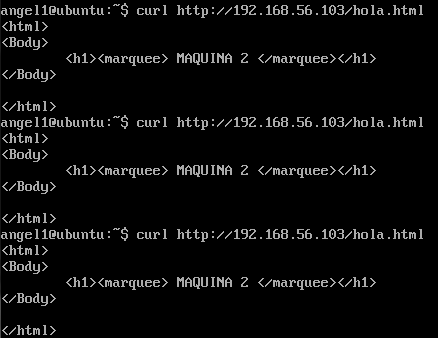 angel1@ubuntu:~$ curl http://192.168.56.103/hola.html
<html>
<Body>
        <h1><marquee> MAQUINA 2 </marquee></h1>
</Body>

</html>
angel1@ubuntu:~$ curl http://192.168.56.103/hola.html
<html>
<Body>
        <h1><marquee> MAQUINA 2 </marquee></h1>
</Body>

</html>
angel1@ubuntu:~$ curl http://192.168.56.103/hola.html
<html>
<Body>
        <h1><marquee> MAQUINA 2 </marquee></h1>
</Body>

</html>